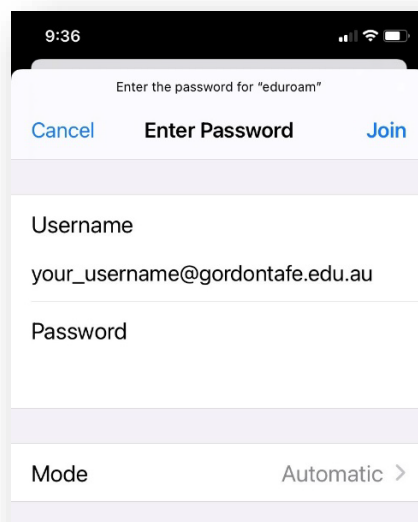 9:36
Enter the password for “eduroam”
Cancel Enter Password Join
Username
your_username@gordontafe.edu.au
Password
Mode Automatic